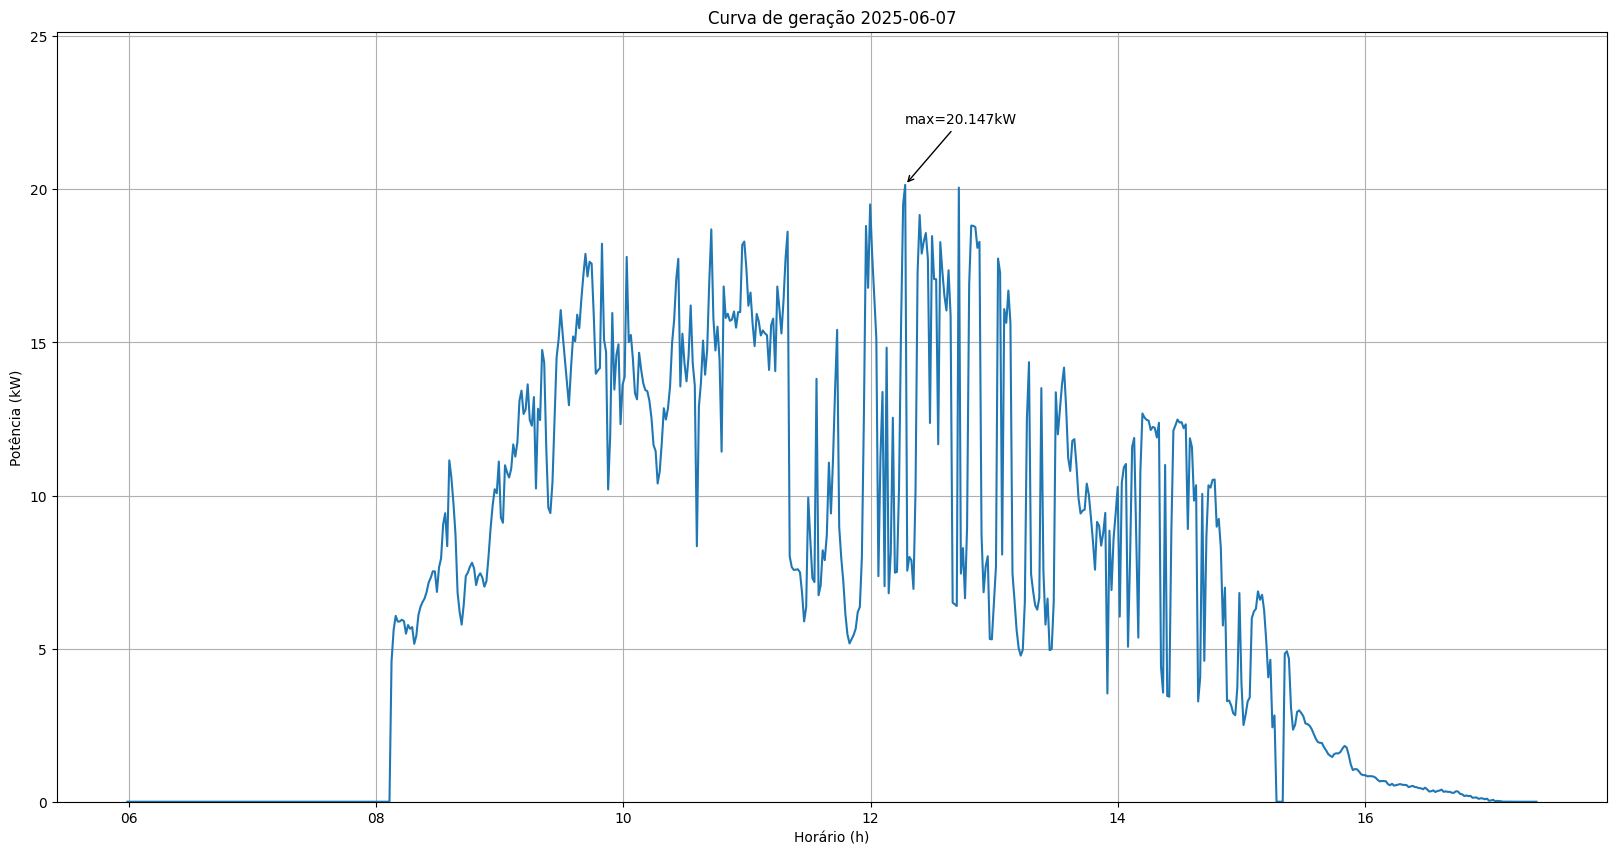 Curva de geração 2025-06-07
max=20.147kW
Potência (kW)
25
20
15
10
5
0
06 08 10 12 14 16
Horário (h)